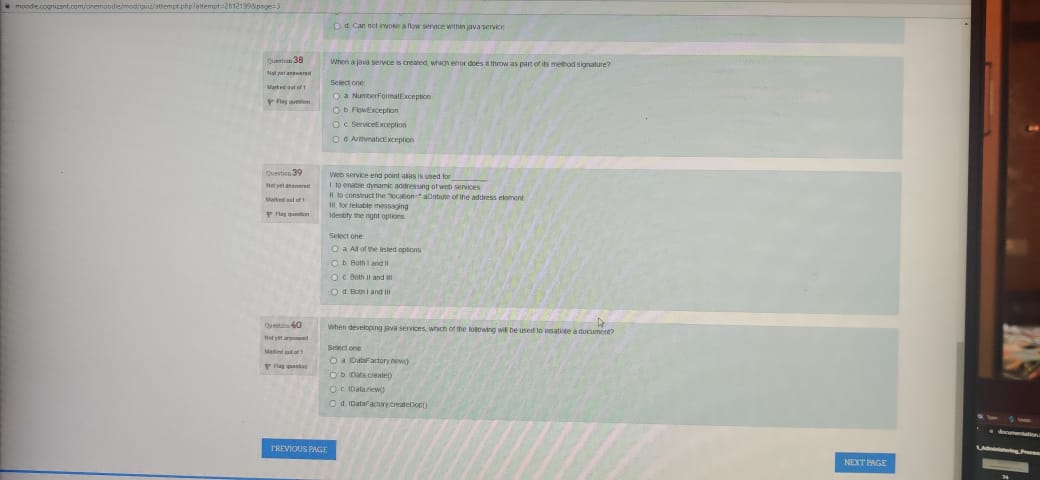 moodle.cognizant.com/onemoodle/mod/quiz/attempt.php?attempt=2812199&page=3
d. Can not invoke a flow service within java service
Question 38
Not yet answered
Marked out of 1
Flag question
When a java service is created, which error does it throw as part of its method signature?
Select one:
a. NumberFormatException
b. FlowException
c. ServiceException
d. ArithmaticException
Question 39
Not yet answered
Marked out of 1
Flag question
Web service end point alias is used for ________
I. to enable dynamic addressing of web services
II. to construct the "location=" attribute of the address element
III. for reliable messaging
Identify the right options
Select one:
a. All of the listed options
b. Both I and II
c. Both II and III
d. Both I and III
Question 40
Not yet answered
Marked out of 1
Flag question
When developing java services, which of the following will be used to insatiate a document?
Select one:
a. IDataFactory.new()
b. IData.create()
c. IData.new()
d. IDataFactory.createDoc()
PREVIOUS PAGE
NEXT PAGE
documentation